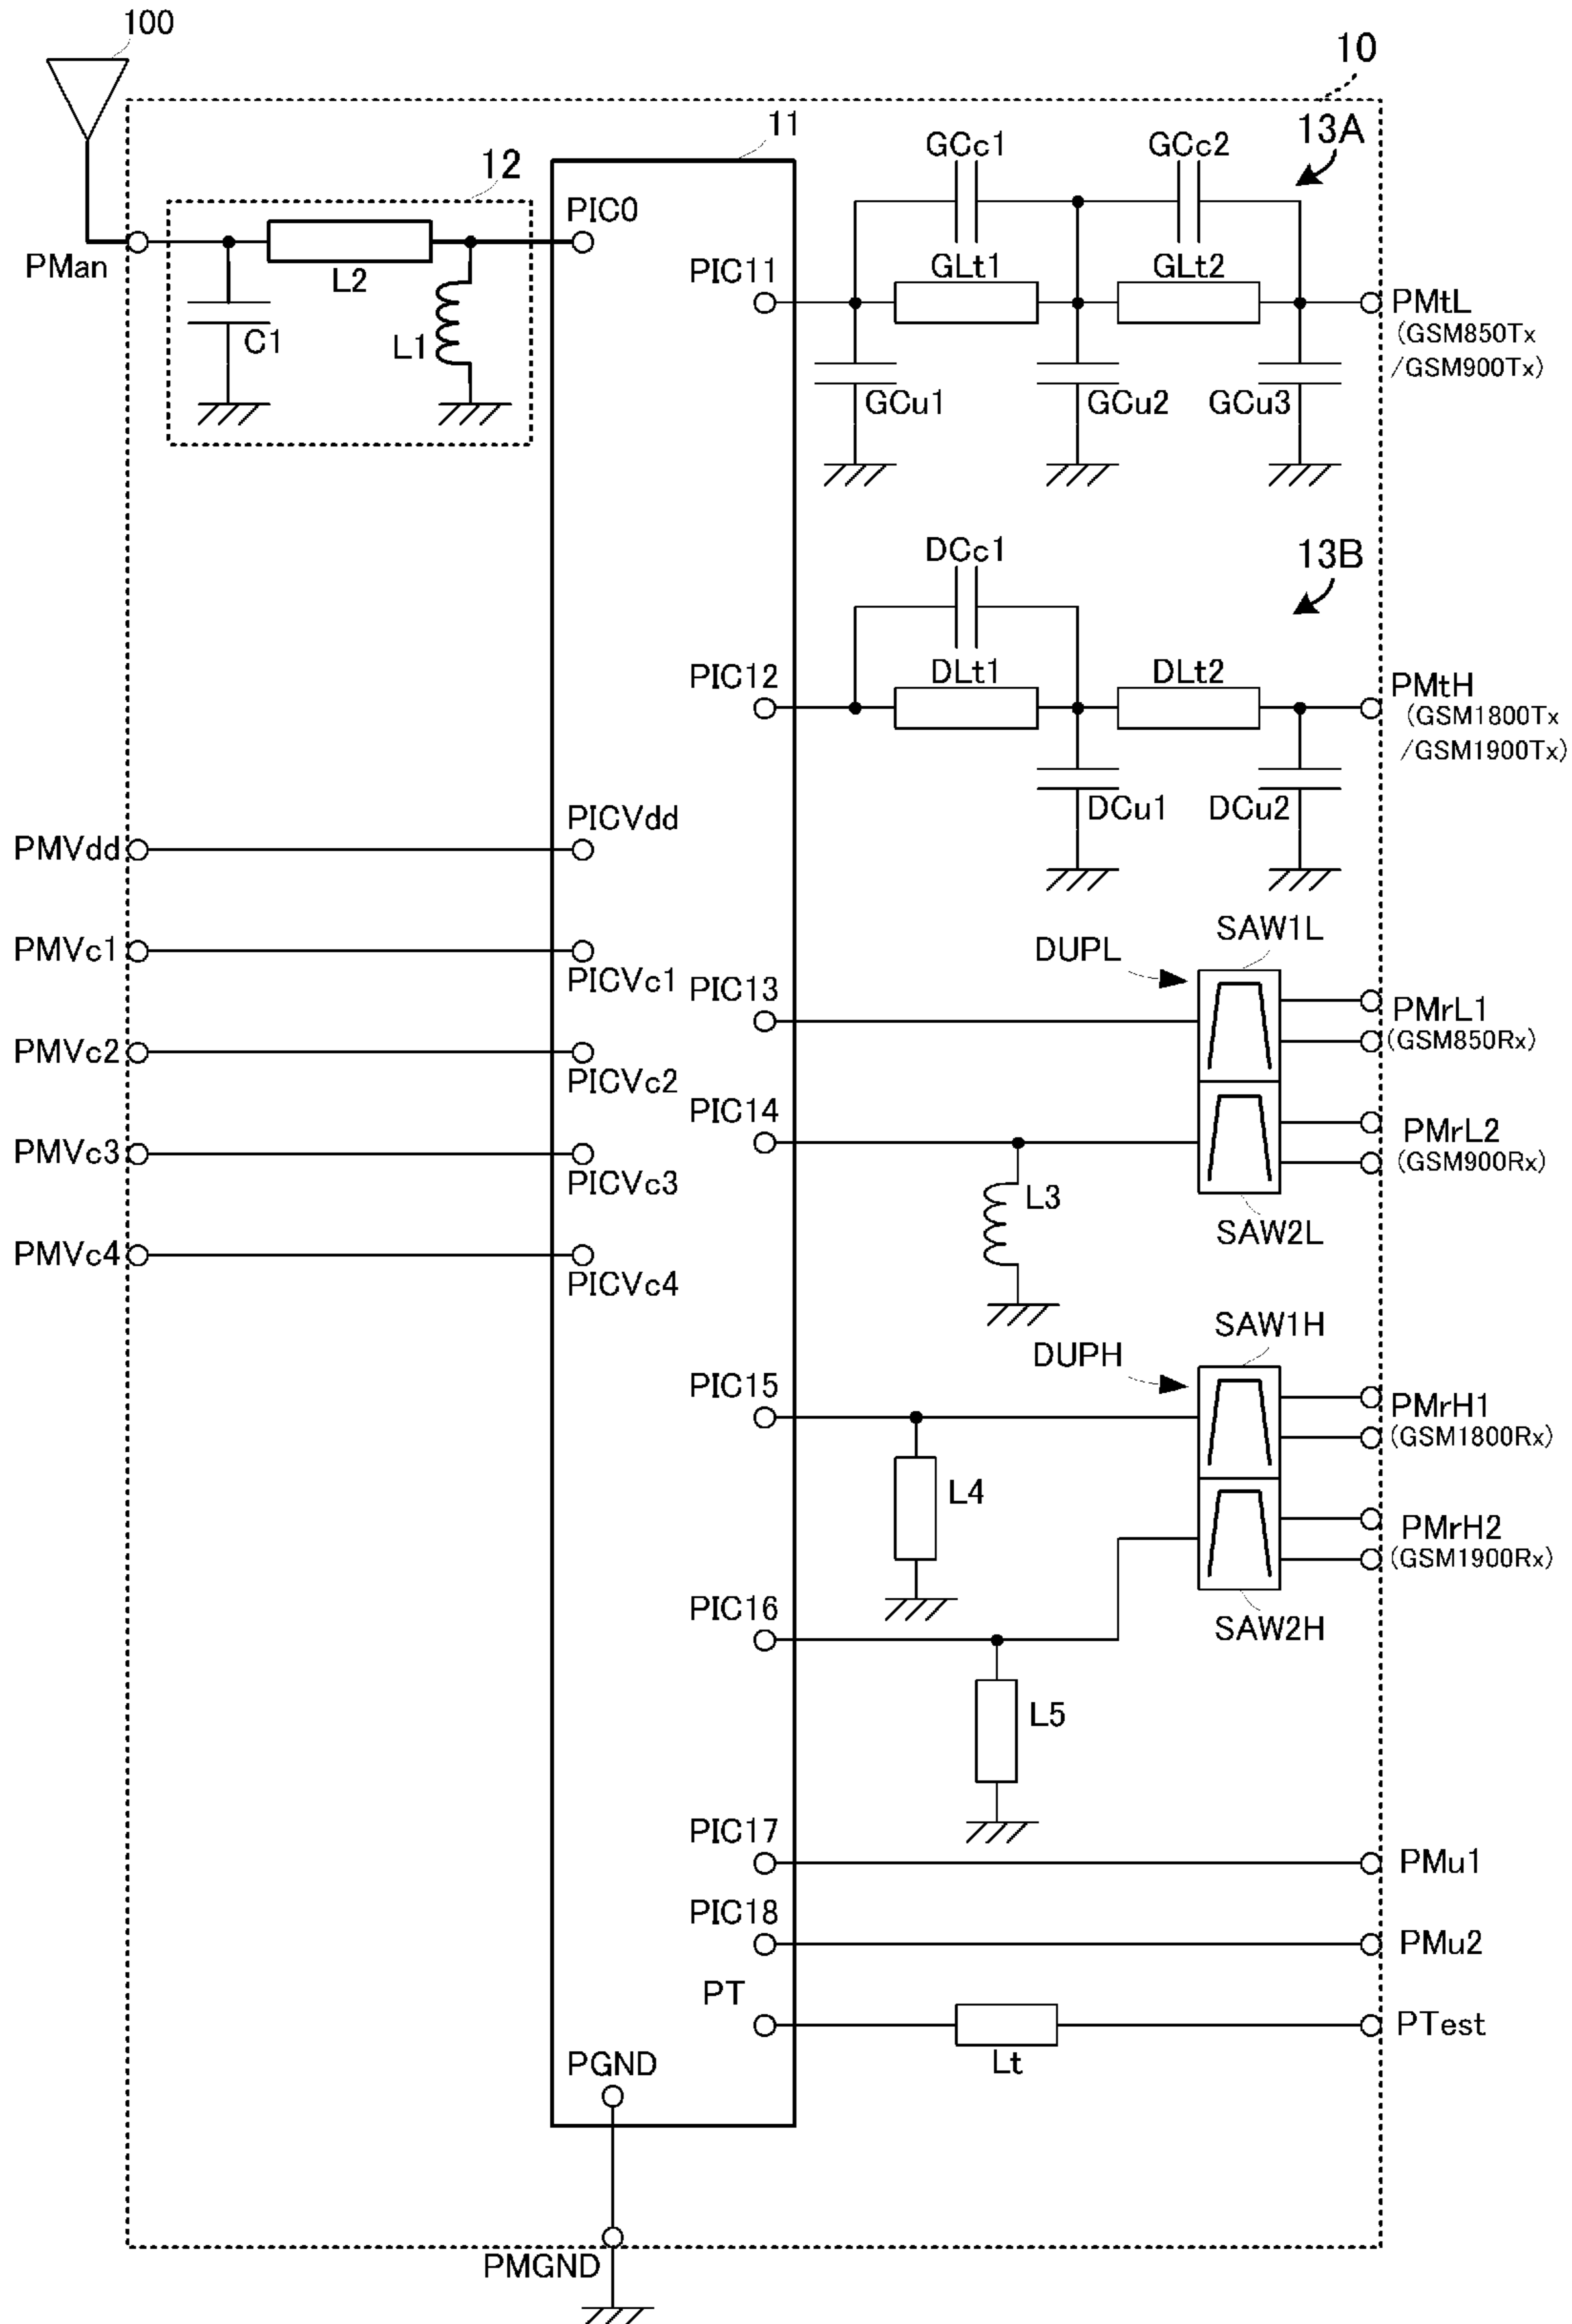 100
10
11
13A
GCc1
GCc2
12
PIC0
PMan
L2
PIC11
GLt1
GLt2
PMtL
(GSM850Tx
/GSM900Tx)
C1
L1
GCu1
GCu2
GCu3
DCc1
13B
PIC12
DLt1
DLt2
PMtH
(GSM1800Tx
/GSM1900Tx)
DCu1
DCu2
PICVdd
PMVdd
SAW1L
DUPL
PMVc1
PICVc1
PIC13
PMrL1
(GSM850Rx)
PMVc2
PICVc2
PIC14
PMrL2
(GSM900Rx)
PMVc3
PICVc3
L3
SAW2L
PMVc4
PICVc4
SAW1H
DUPH
PIC15
PMrH1
(GSM1800Rx)
L4
PMrH2
(GSM1900Rx)
PIC16
SAW2H
L5
PIC17
PMu1
PIC18
PMu2
PT
PTest
Lt
PGND
PMGND